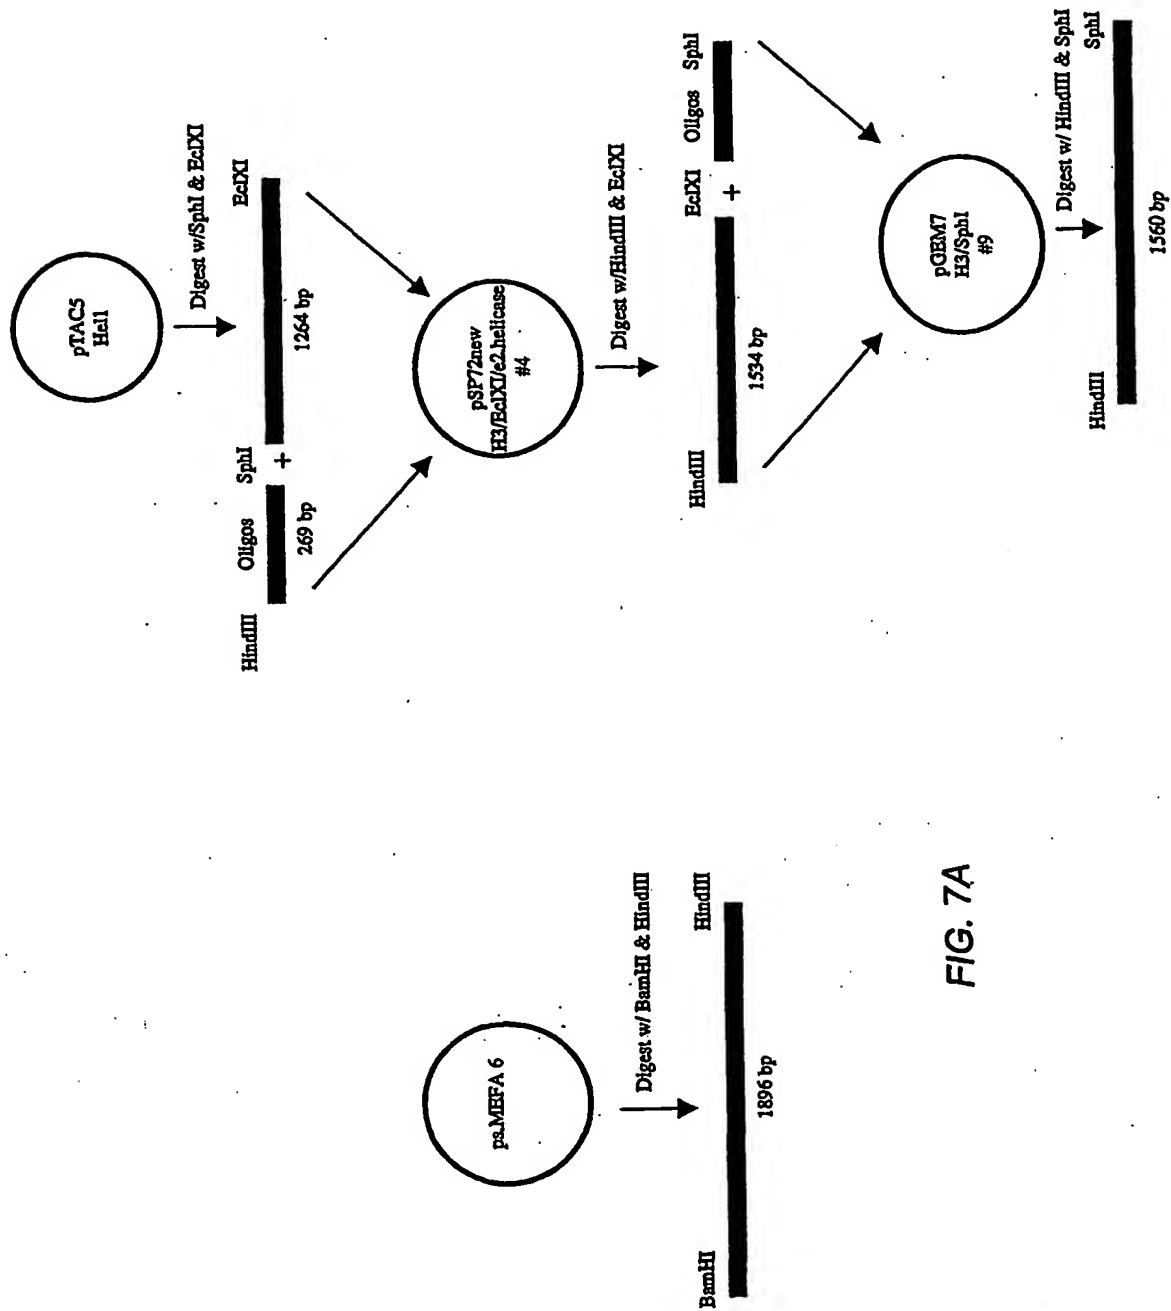 pTAC5
Hel1
Digest w/SphI & EclXI
HindIII
Oligos
SphI
EclXI
269 bp
+
1264 bp
pSP72new
H3/EclXI/e2.helicase
#4
Digest w/HindIII & EclXI
HindIII
EclXI
Oligos
SphI
1534 bp
+
pGEM7
H3/SphI
#9
Digest w/ HindIII & SphI
HindIII
SphI
1560 bp
ps.MEFA 6
Digest w/ BamHI & HindIII
BamHI
HindIII
1896 bp
FIG. 7A